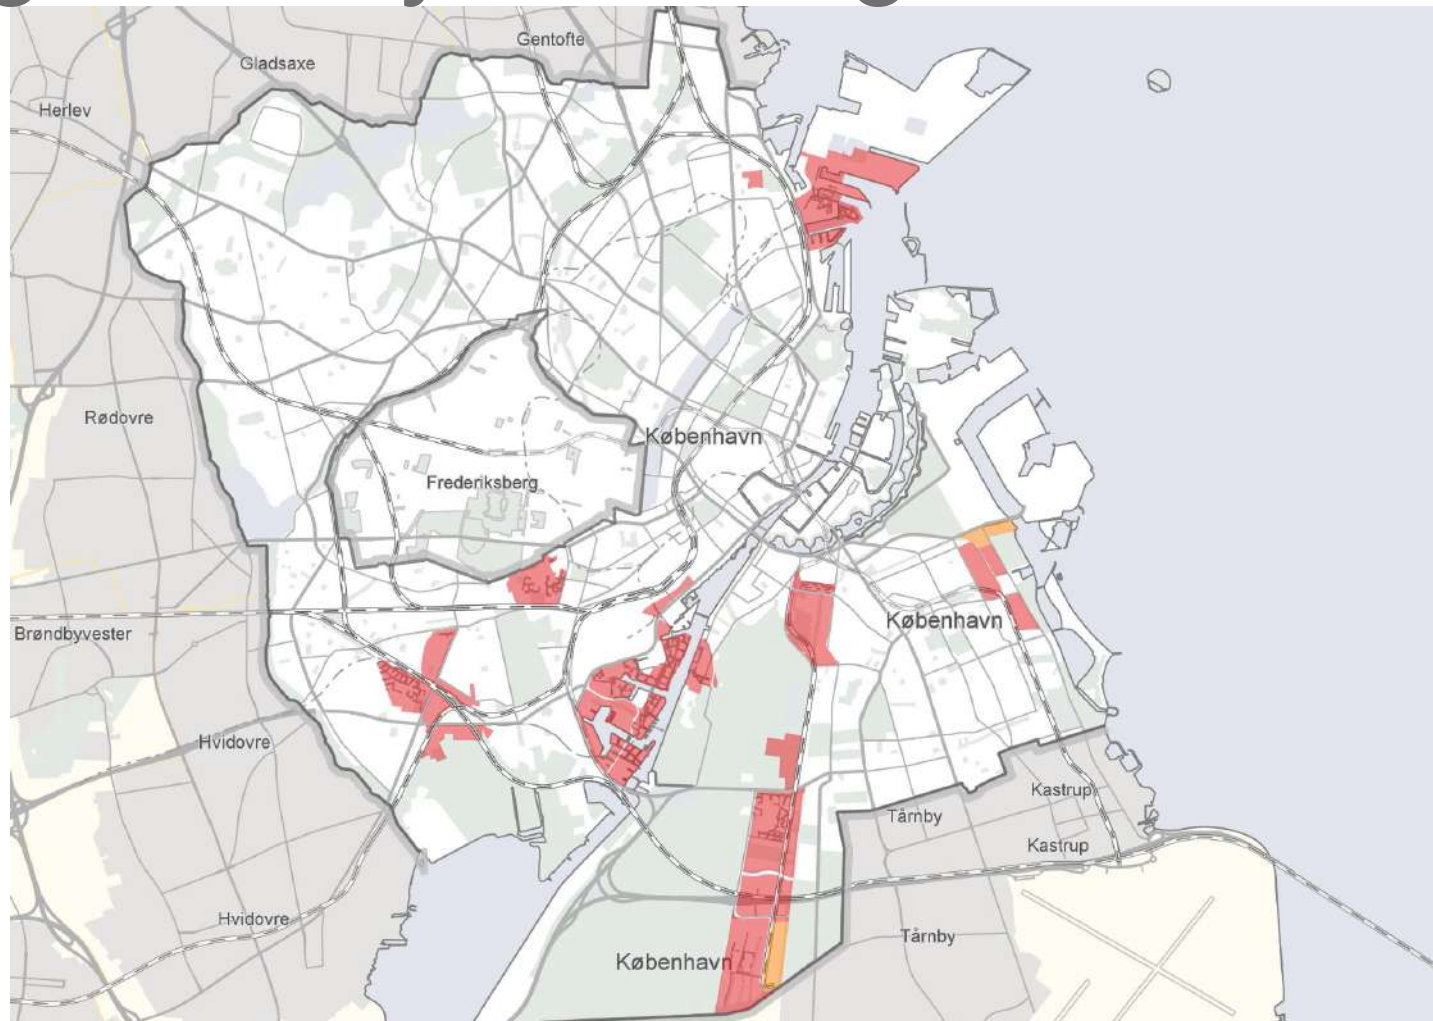 Gentofte
Gladsaxe
Herlev
Rødovre
København
Frederiksberg
København
Brøndbyvester
Hvidovre
Kastrup
Tårnby
Kastrup
Hvidovre
Tårnby
København